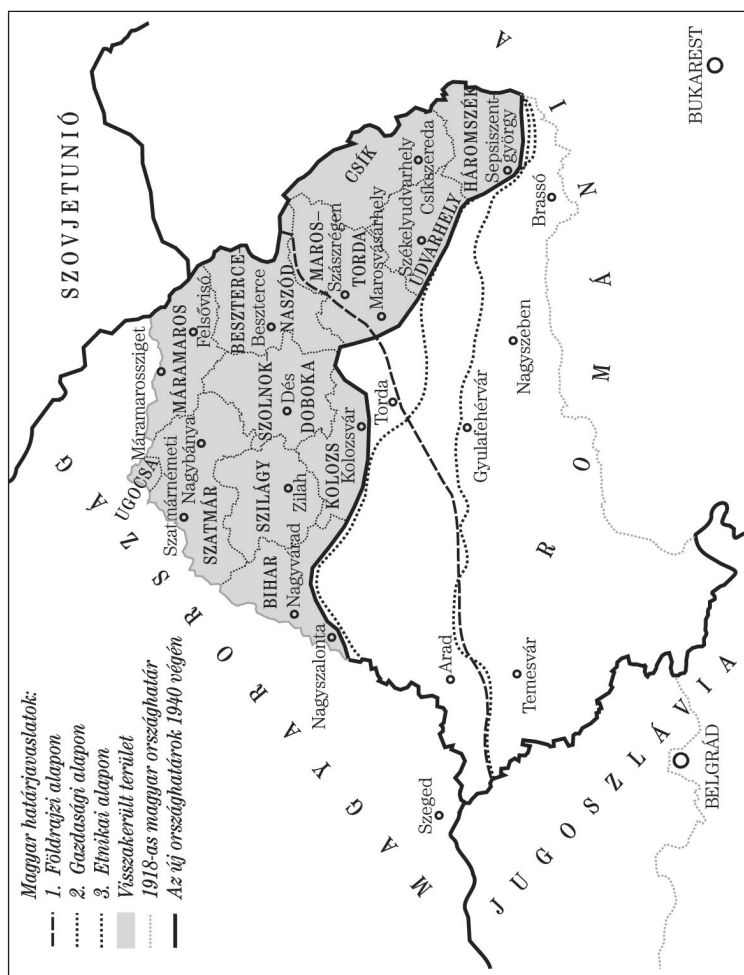 Magyar határjavaslatok:
1. Földrajzi alapon
2. Gazdasági alapon
3. Etnikai alapon
Visszakerült terület
1918-as magyar országhatár
Az új országhatárok 1940 végén
SZOVJETUNIÓ
MAGYARORSZÁG
ROMÁNIA
JUGOSZLÁVIA
UGOCSA
Máramarossziget
Szatmárnémeti
Nagybánya
MÁRAMAROS
Felsővisó
SZATMÁR
BESZTERCE–
NASZÓD
Beszterce
SZOLNOK–
DOBOKA
Dés
SZILÁGY
Zilah
BIHAR
Nagyvárad
KOLOZS
Kolozsvár
Nagyszalonta
MAROS–
TORDA
Szászrégen
Marosvásárhely
CSÍK
Csíkszereda
Székelyudvarhely
UDVARHELY
HÁROMSZÉK
Sepsiszent-
györgy
Torda
Brassó
Gyulafehérvár
Nagyszeben
Arad
Temesvár
Szeged
BELGRÁD
BUKAREST